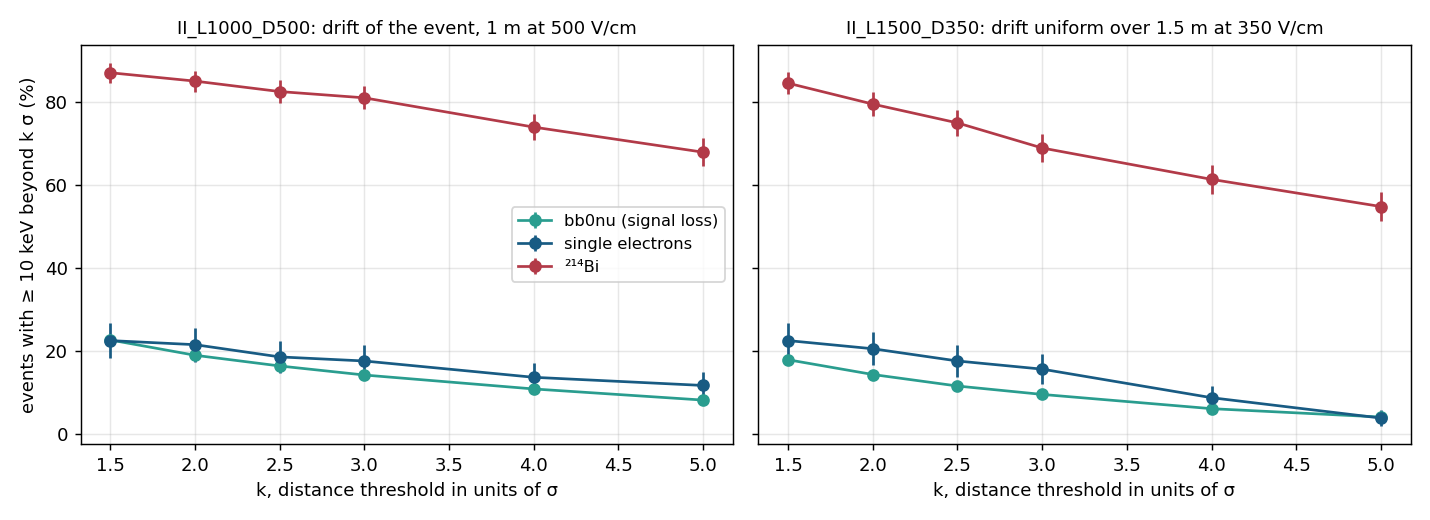 II_L1000_D500: drift of the event, 1 m at 500 V/cm
II_L1500_D350: drift uniform over 1.5 m at 350 V/cm
events with ≥ 10 keV beyond k σ (%)
80
60
40
20
0
bb0nu (signal loss)
single electrons
²¹⁴Bi
1.5 2.0 2.5 3.0 3.5 4.0 4.5 5.0
1.5 2.0 2.5 3.0 3.5 4.0 4.5 5.0
k, distance threshold in units of σ
k, distance threshold in units of σ